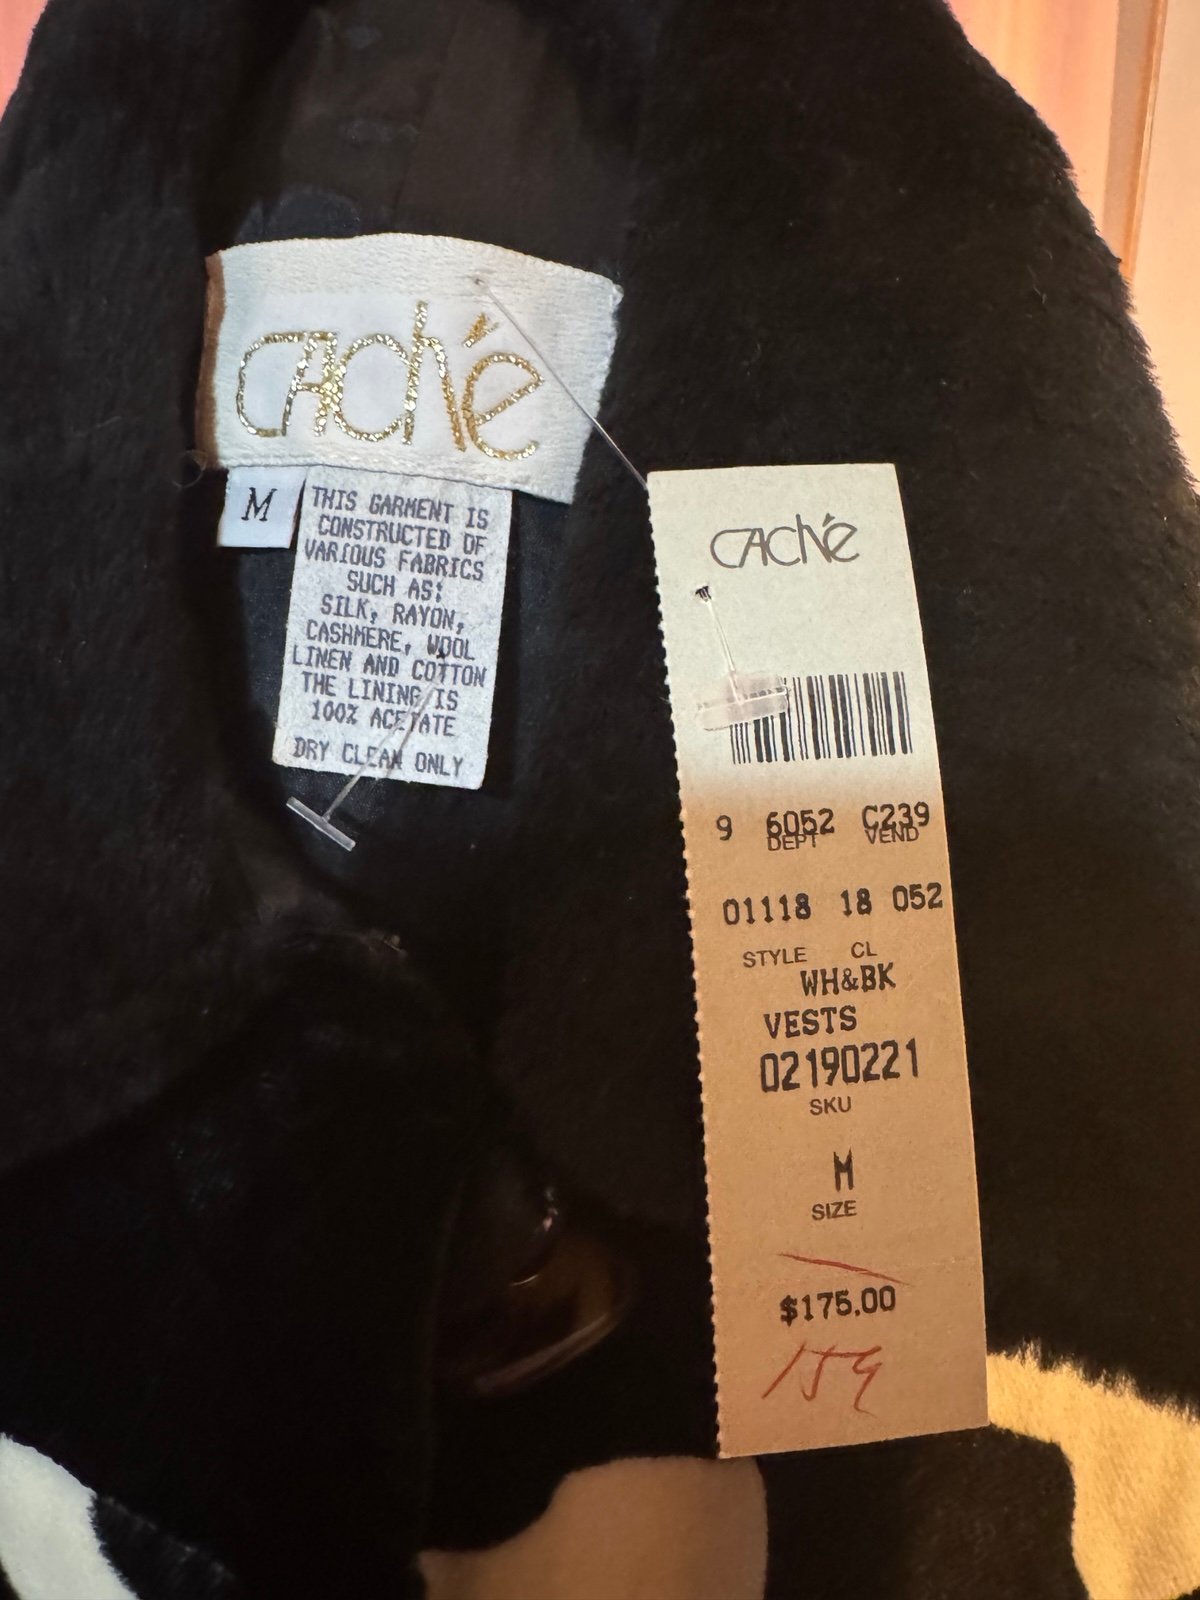 CAché
M
THIS GARMENT IS
CONSTRUCTED OF
VARIOUS FABRICS
SUCH AS:
SILK, RAYON,
CASHMERE, WOOL
LINEN AND COTTON
THE LINING IS
100% ACETATE
DRY CLEAN ONLY
CAché
9 6052 C239
DEPT VEND
01118 18 052
STYLE CL
WH&BK
VESTS
02190221
SKU
M
SIZE
$175.00
159